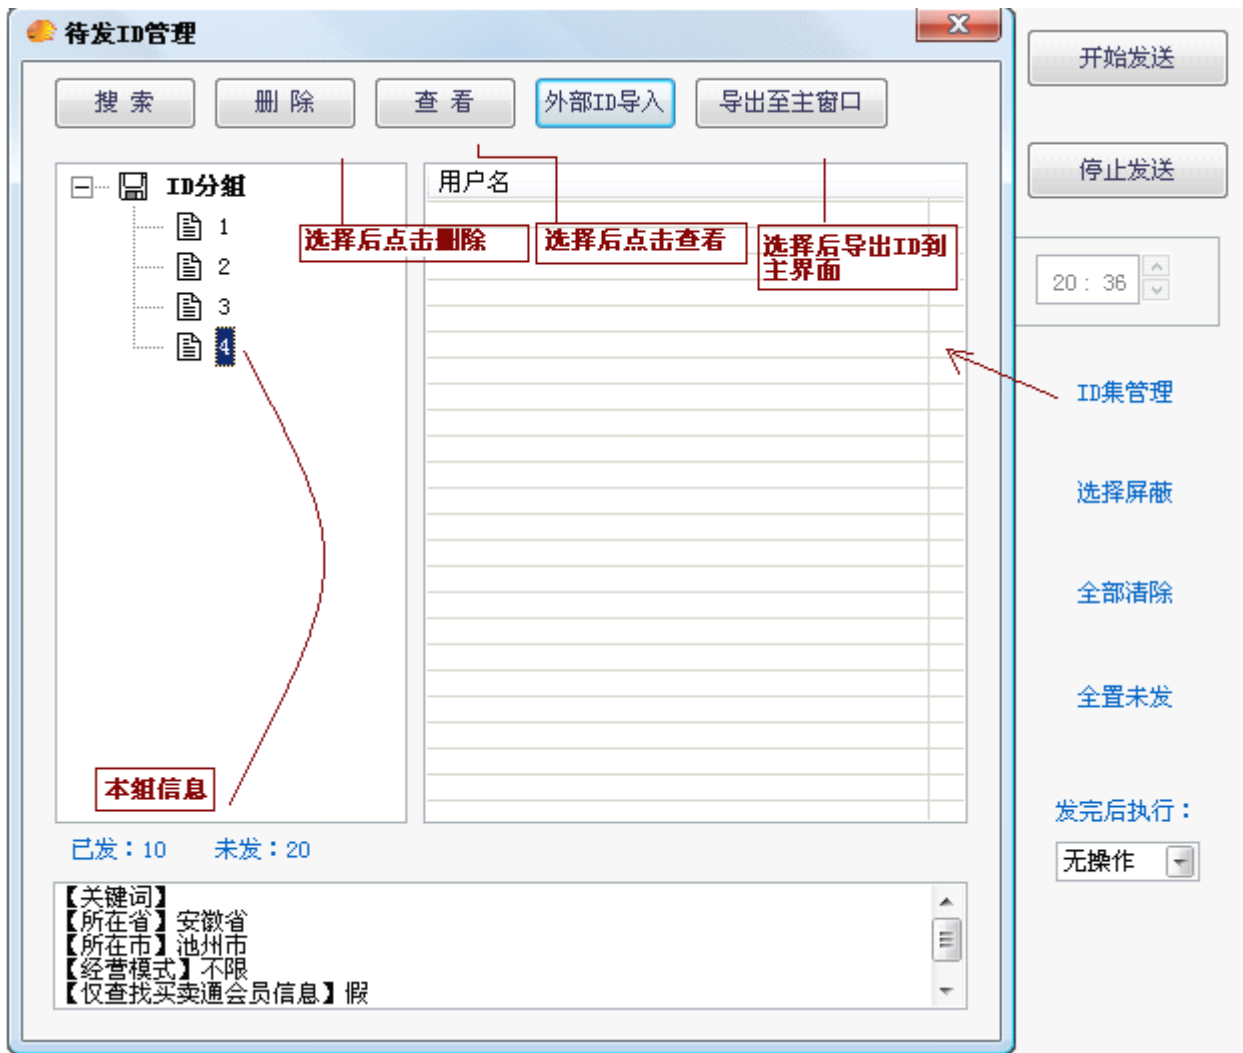 待发ID管理
搜 索
删 除
查 看
外部ID导入
导出至主窗口
ID分组
1
2
3
4
用户名
选择后点击删除
选择后点击查看
选择后导出ID到
主界面
本组信息
已发：10
未发：20
【关键词】
【所在省】安徽省
【所在市】池州市
【经营模式】不限
【仅查找买卖通会员信息】假
开始发送
停止发送
20 : 36
ID集管理
选择屏蔽
全部清除
全置未发
发完后执行：
无操作